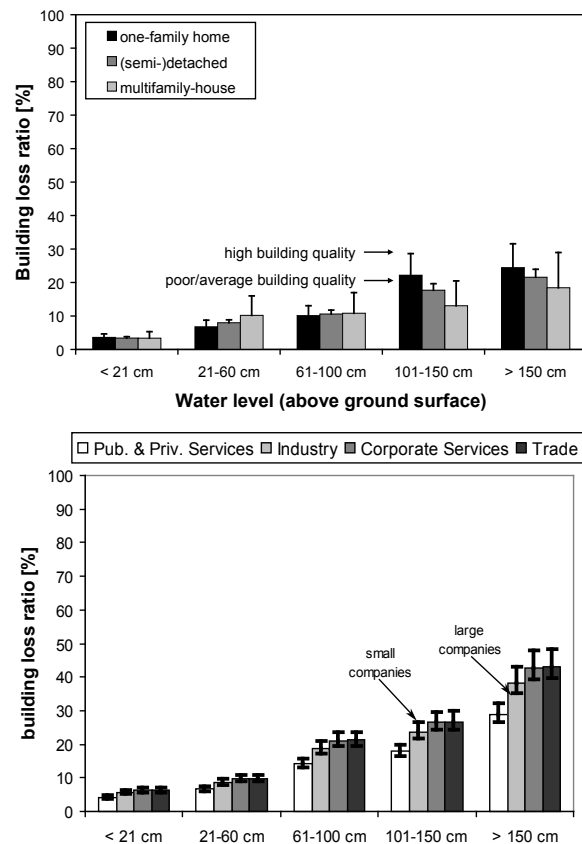 one-family home
(semi-)detached
multifamily-house
Building loss ratio [%]
100
90
80
70
60
50
40
30
20
10
0
high building quality
poor/average building quality
< 21 cm 21-60 cm 61-100 cm 101-150 cm > 150 cm
Water level (above ground surface)
Pub. & Priv. Services Industry Corporate Services Trade
building loss ratio [%]
100
90
80
70
60
50
40
30
20
10
0
large
companies
small
companies
< 21 cm 21-60 cm 61-100 cm 101-150 cm > 150 cm